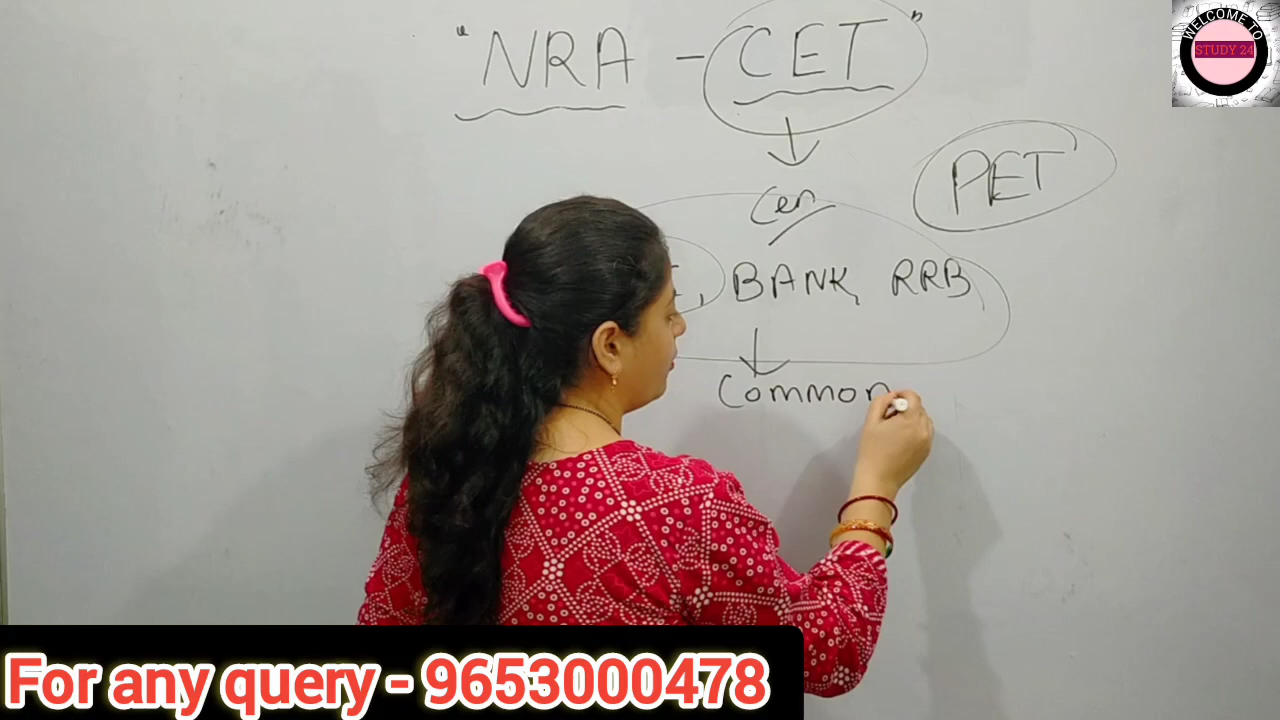 "NRA - CET"
WELCOME TO
STUDY 24
PET
Cen
, BANK, RRB
Common
For any query - 9653000478